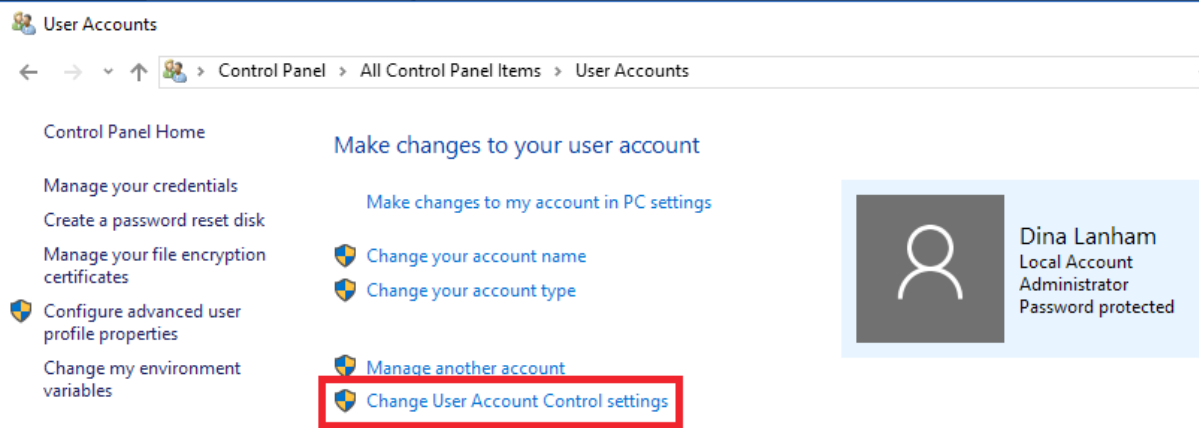 User Accounts
Control Panel > All Control Panel Items > User Accounts
Control Panel Home
Manage your credentials
Create a password reset disk
Manage your file encryption
certificates
Configure advanced user
profile properties
Change my environment
variables
Make changes to your user account
Make changes to my account in PC settings
Change your account name
Change your account type
Manage another account
Change User Account Control settings
Dina Lanham
Local Account
Administrator
Password protected